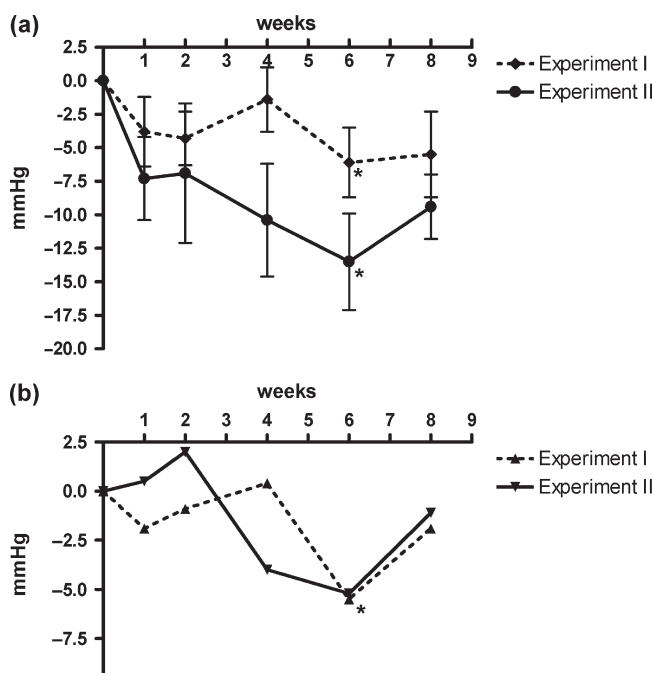 (a)
weeks
1 2 3 4 5 6 7 8 9
2.5
0.0
−2.5
−5.0
−7.5
−10.0
−12.5
−15.0
−17.5
−20.0
mmHg
*
*
Experiment I
Experiment II
(b)
weeks
1 2 3 4 5 6 7 8 9
2.5
0.0
−2.5
−5.0
−7.5
mmHg
*
Experiment I
Experiment II